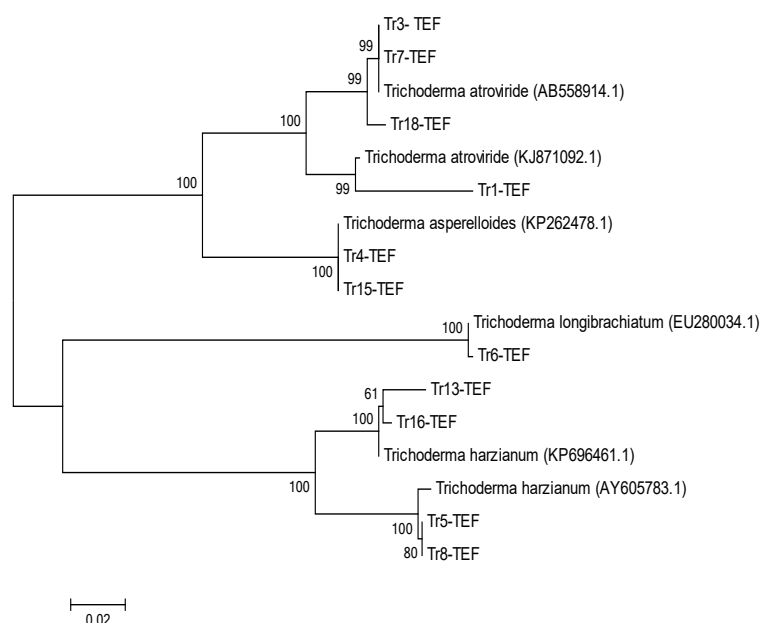 Tr3- TEF
99
Tr7-TEF
99
Trichoderma atroviride (AB558914.1)
100
Tr18-TEF
Trichoderma atroviride (KJ871092.1)
100
99
Tr1-TEF
Trichoderma asperelloides (KP262478.1)
Tr4-TEF
100
Tr15-TEF
100
Trichoderma longibrachiatum (EU280034.1)
Tr6-TEF
61
Tr13-TEF
100
Tr16-TEF
Trichoderma harzianum (KP696461.1)
100
Trichoderma harzianum (AY605783.1)
100
Tr5-TEF
80
Tr8-TEF
0.02